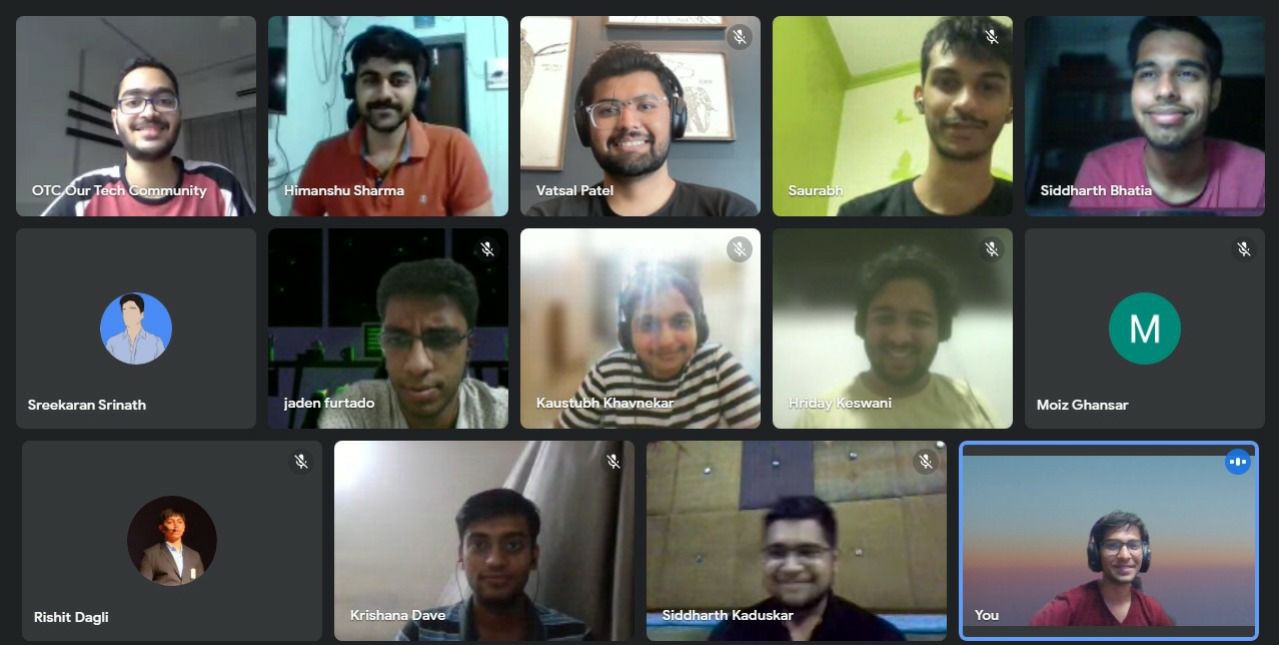 OTC Our Tech Community
Himanshu Sharma
Vatsal Patel
Saurabh
Siddharth Bhatia
Sreekaran Srinath
jaden furtado
Kaustubh Khavnekar
Hriday Keswani
M
Moiz Ghansar
Rishit Dagli
Krishana Dave
Siddharth Kaduskar
You